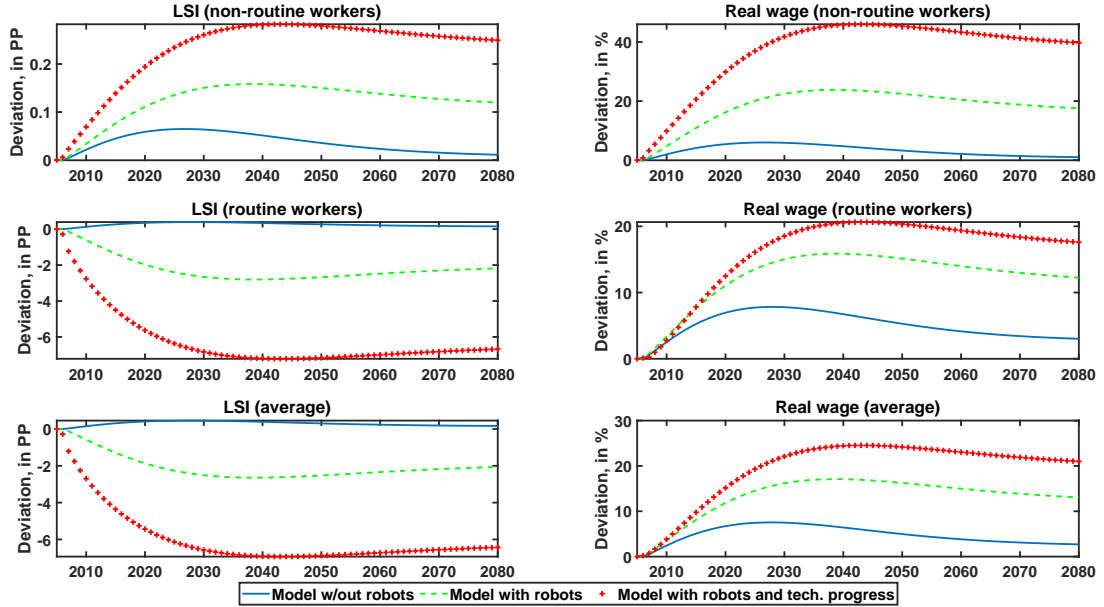 LSI (non-routine workers)
Deviation, in PP
0.2
0.1
0
2010 2020 2030 2040 2050 2060 2070 2080
Real wage (non-routine workers)
Deviation, in %
40
20
0
2010 2020 2030 2040 2050 2060 2070 2080
LSI (routine workers)
Deviation, in PP
0
-2
-4
-6
2010 2020 2030 2040 2050 2060 2070 2080
Real wage (routine workers)
Deviation, in %
20
10
0
2010 2020 2030 2040 2050 2060 2070 2080
LSI (average)
Deviation, in PP
0
-2
-4
-6
2010 2020 2030 2040 2050 2060 2070 2080
Real wage (average)
Deviation, in %
30
20
10
0
2010 2020 2030 2040 2050 2060 2070 2080
Model w/out robots Model with robots Model with robots and tech. progress